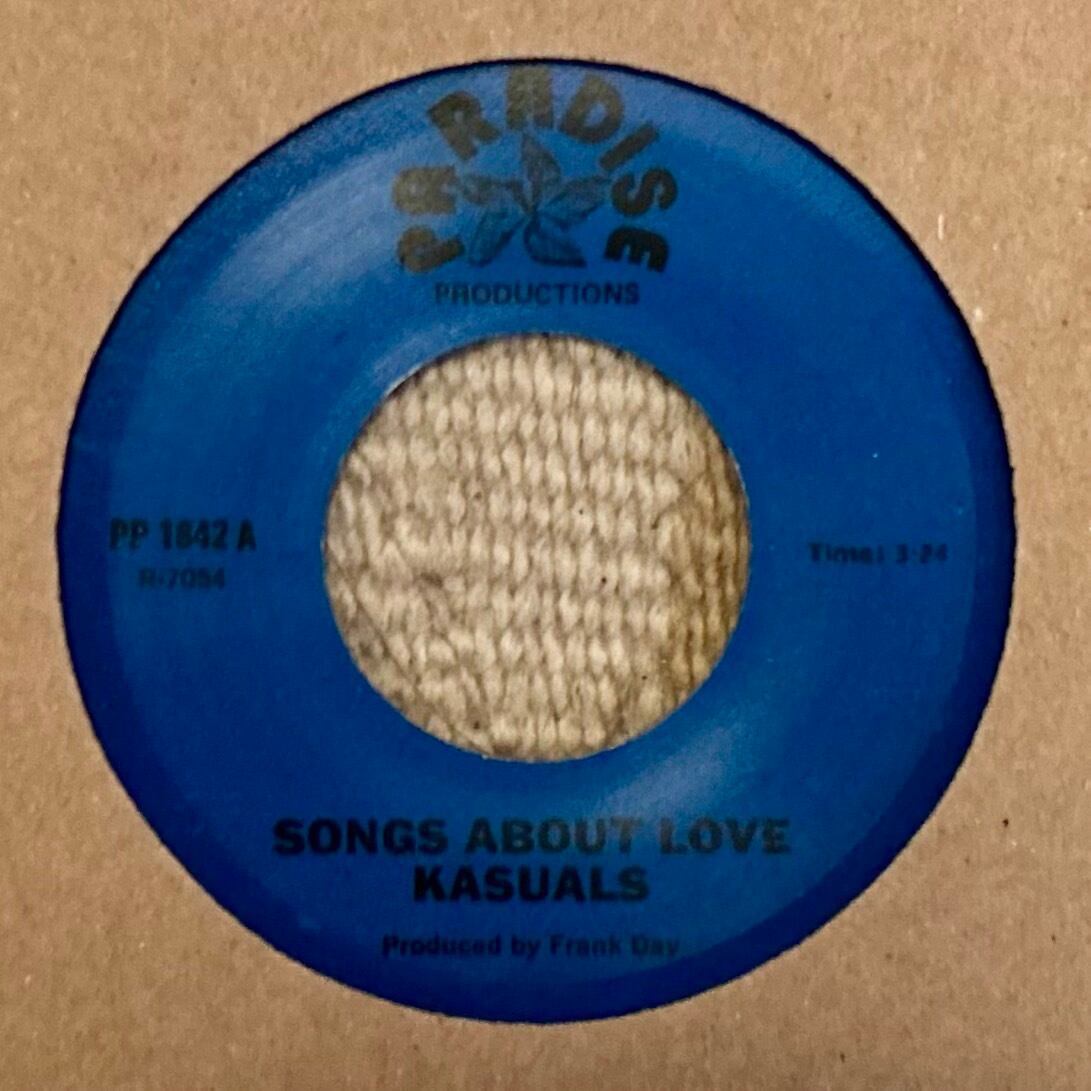 PARADISE
PRODUCTIONS
PP 1842 A
R-7054
Time: 3:24
SONGS ABOUT LOVE
KASUALS
Produced by Frank Day